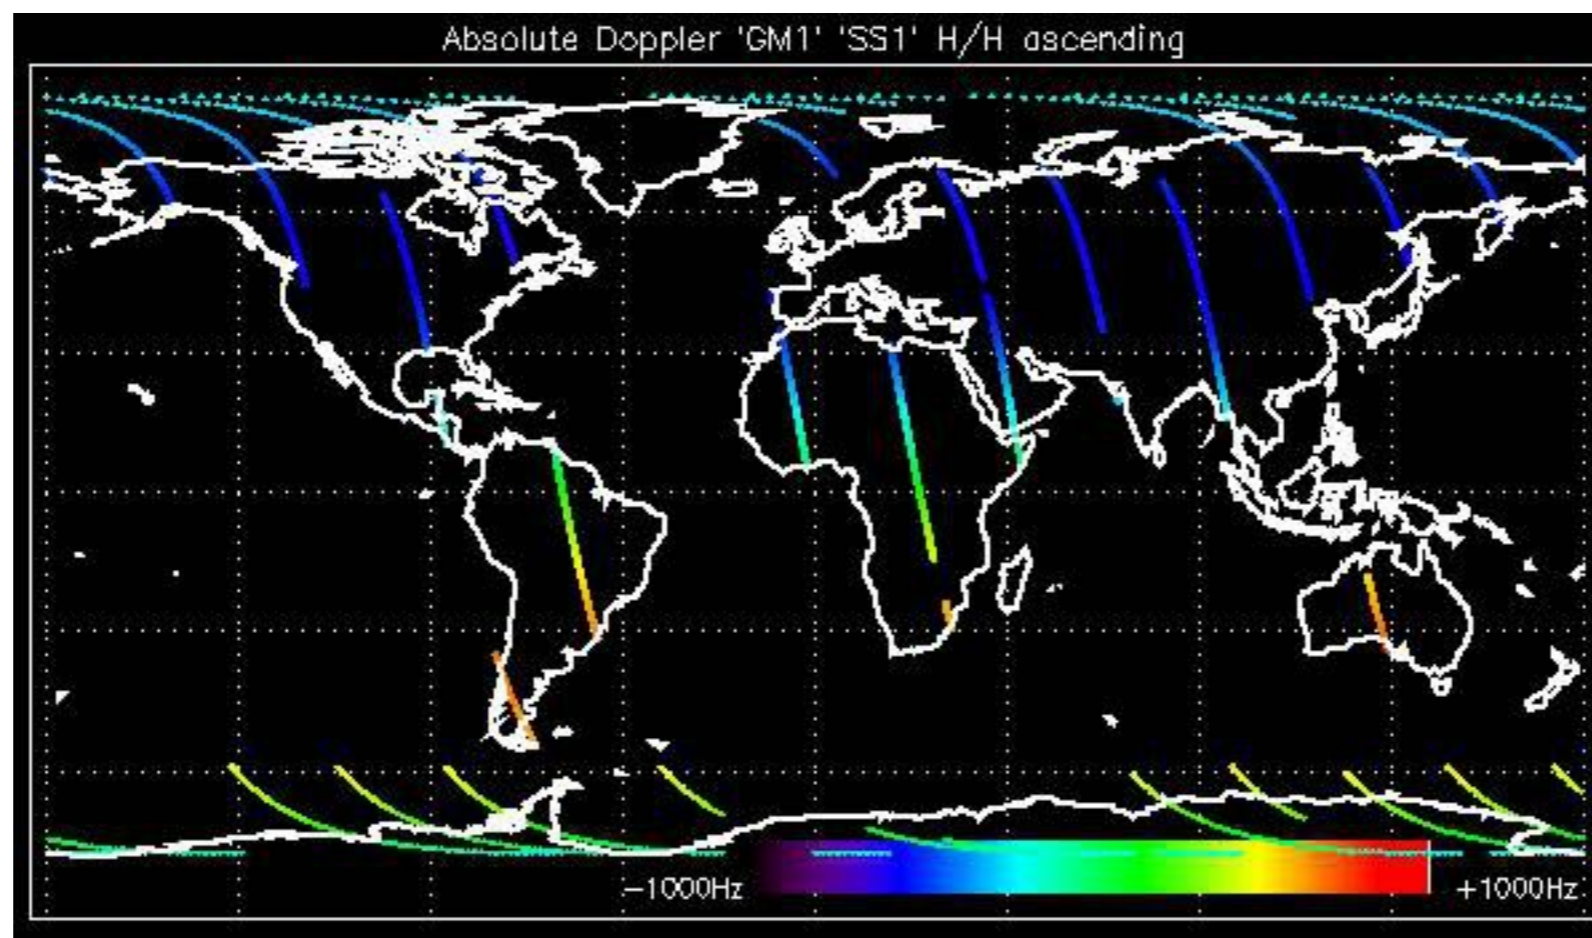 Absolute Doppler 'GM1' 'SS1' H/H ascending
−1000Hz
+1000Hz